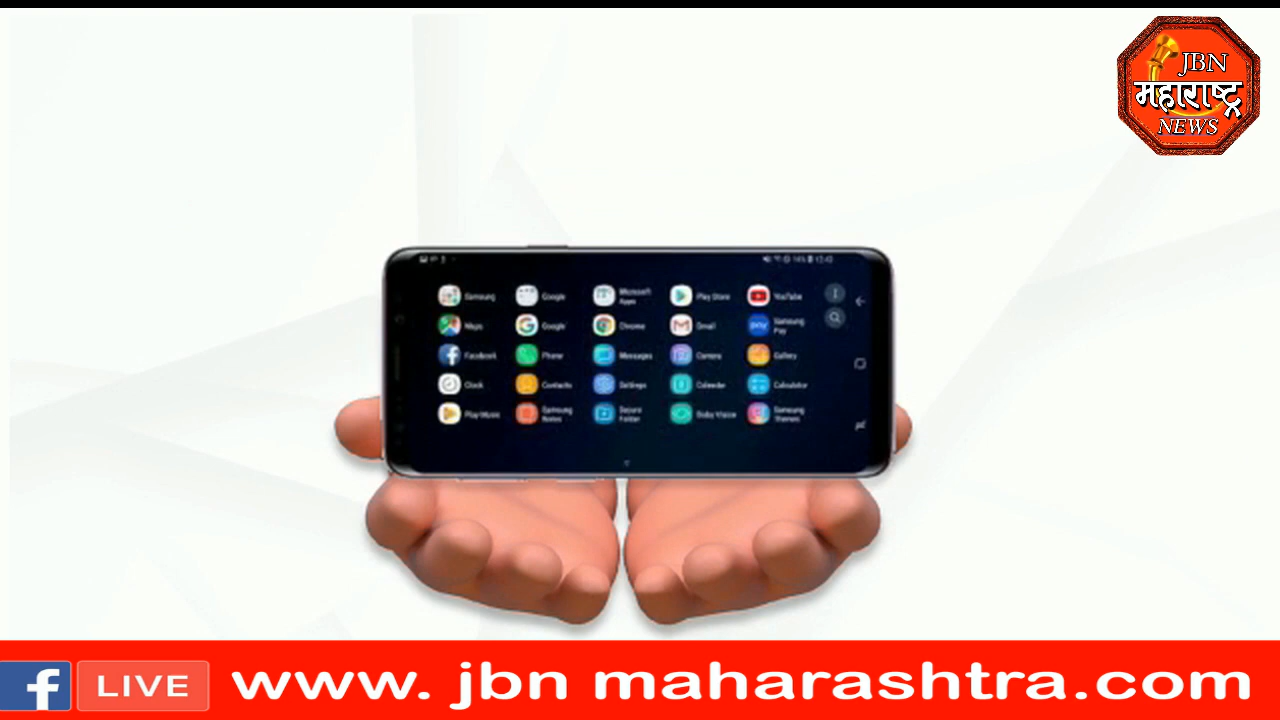 JBN
महाराष्ट्र
NEWS
Samsung
Google
Microsoft
Apps
Play Store
YouTube
Maps
Google
Chrome
Gmail
Samsung
Pay
Facebook
Phone
Messages
Camera
Gallery
Clock
Contacts
Settings
Calendar
Calculator
Play Music
Samsung
Notes
Secure
Folder
Dolby Vision
Samsung
Themes
f LIVE www. jbn maharashtra.com